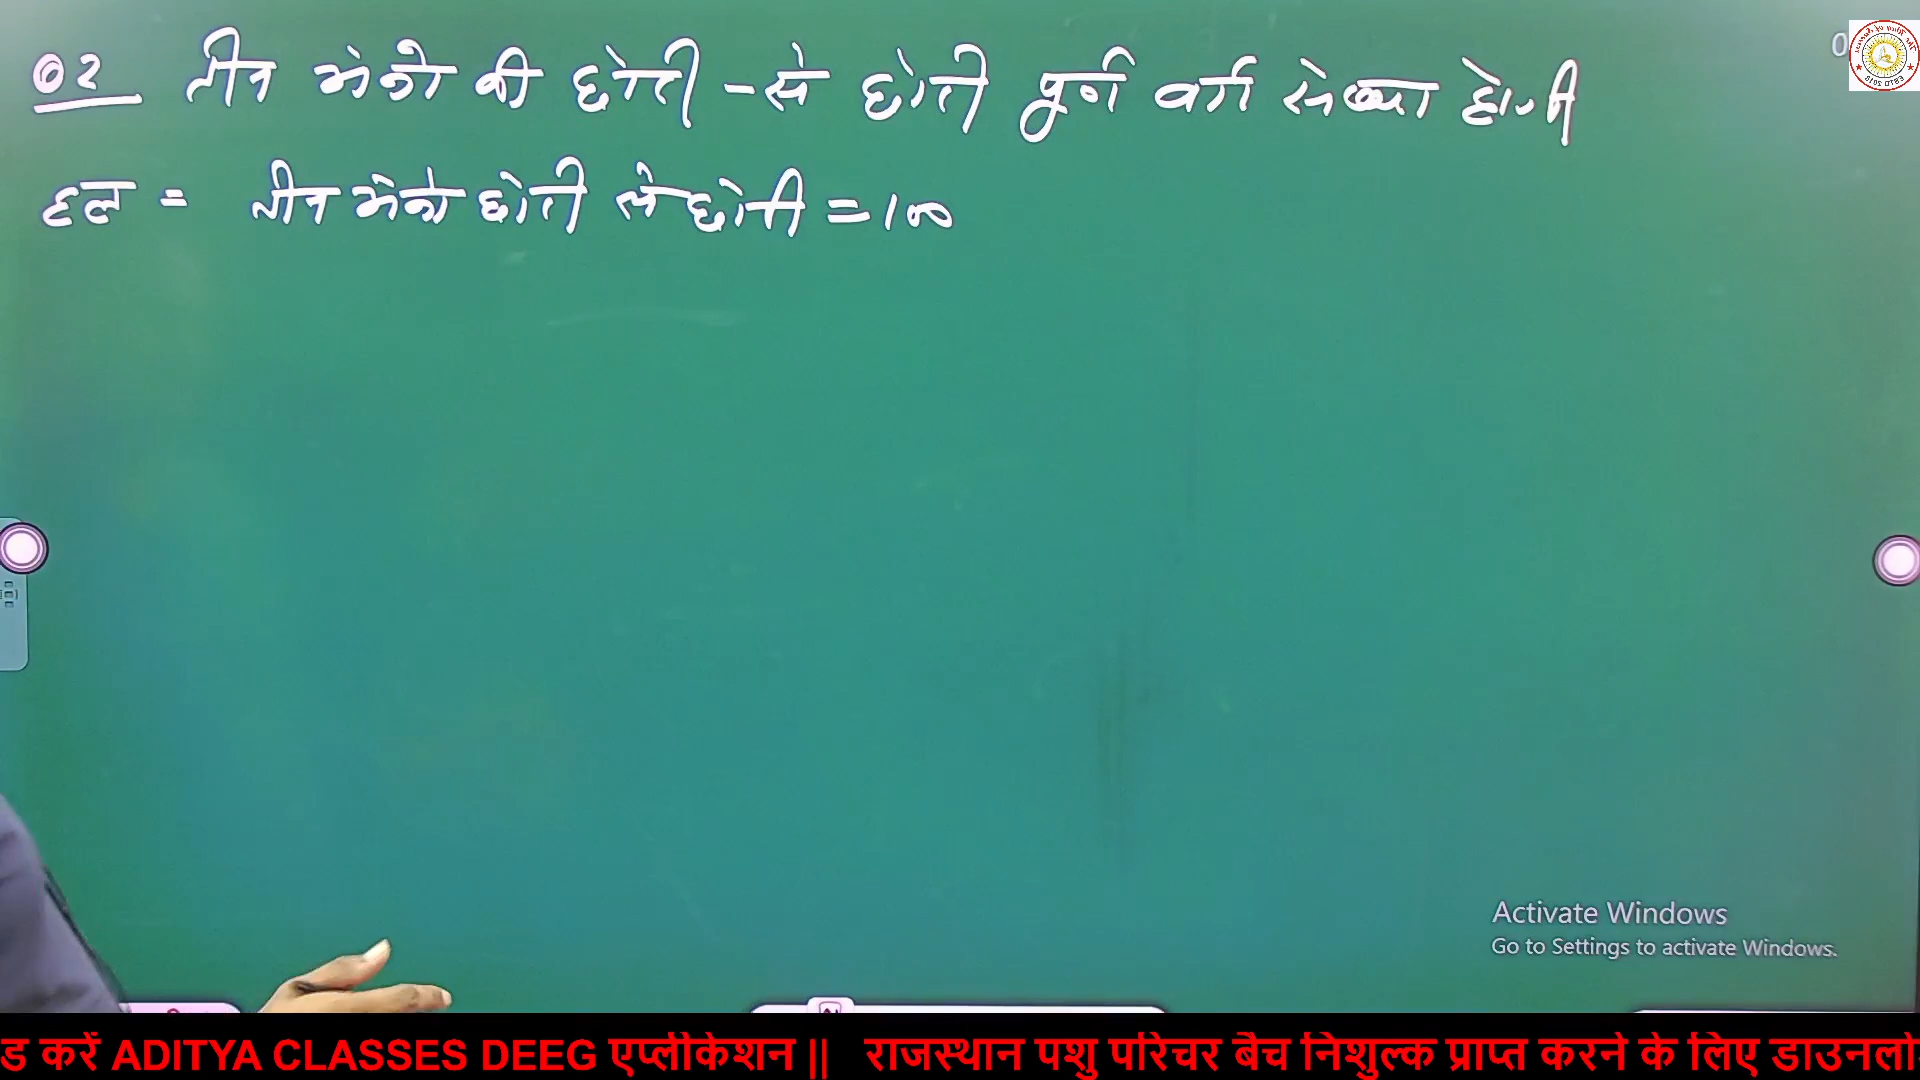 Q2 तीन अंको की छोटी-से छोटी पूर्ण वर्ग संख्या होगी
हल = तीन अंको छोटी से छोटी = 100
Activate Windows
Go to Settings to activate Windows.
ड करें ADITYA CLASSES DEEG एप्लीकेशन || राजस्थान पशु परिचर बैच निशुल्क प्राप्त करने के लिए डाउनलो